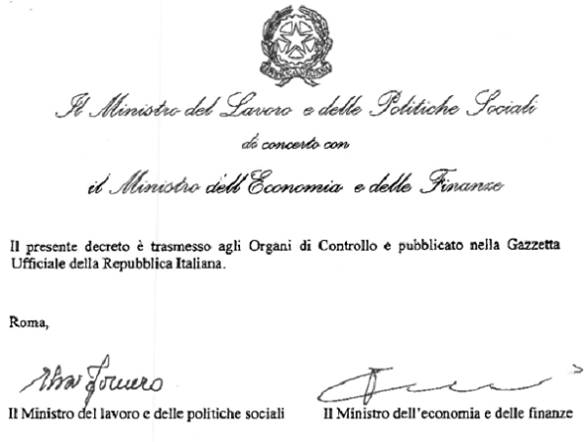 Il Ministro del Lavoro e delle Politiche Sociali
di concerto con
il Ministro dell'Economia e delle Finanze
Il presente decreto è trasmesso agli Organi di Controllo e pubblicato nella Gazzetta
Ufficiale della Repubblica Italiana.
Roma,
Elsa Fornero
Il Ministro del lavoro e delle politiche sociali
Il Ministro dell'economia e delle finanze